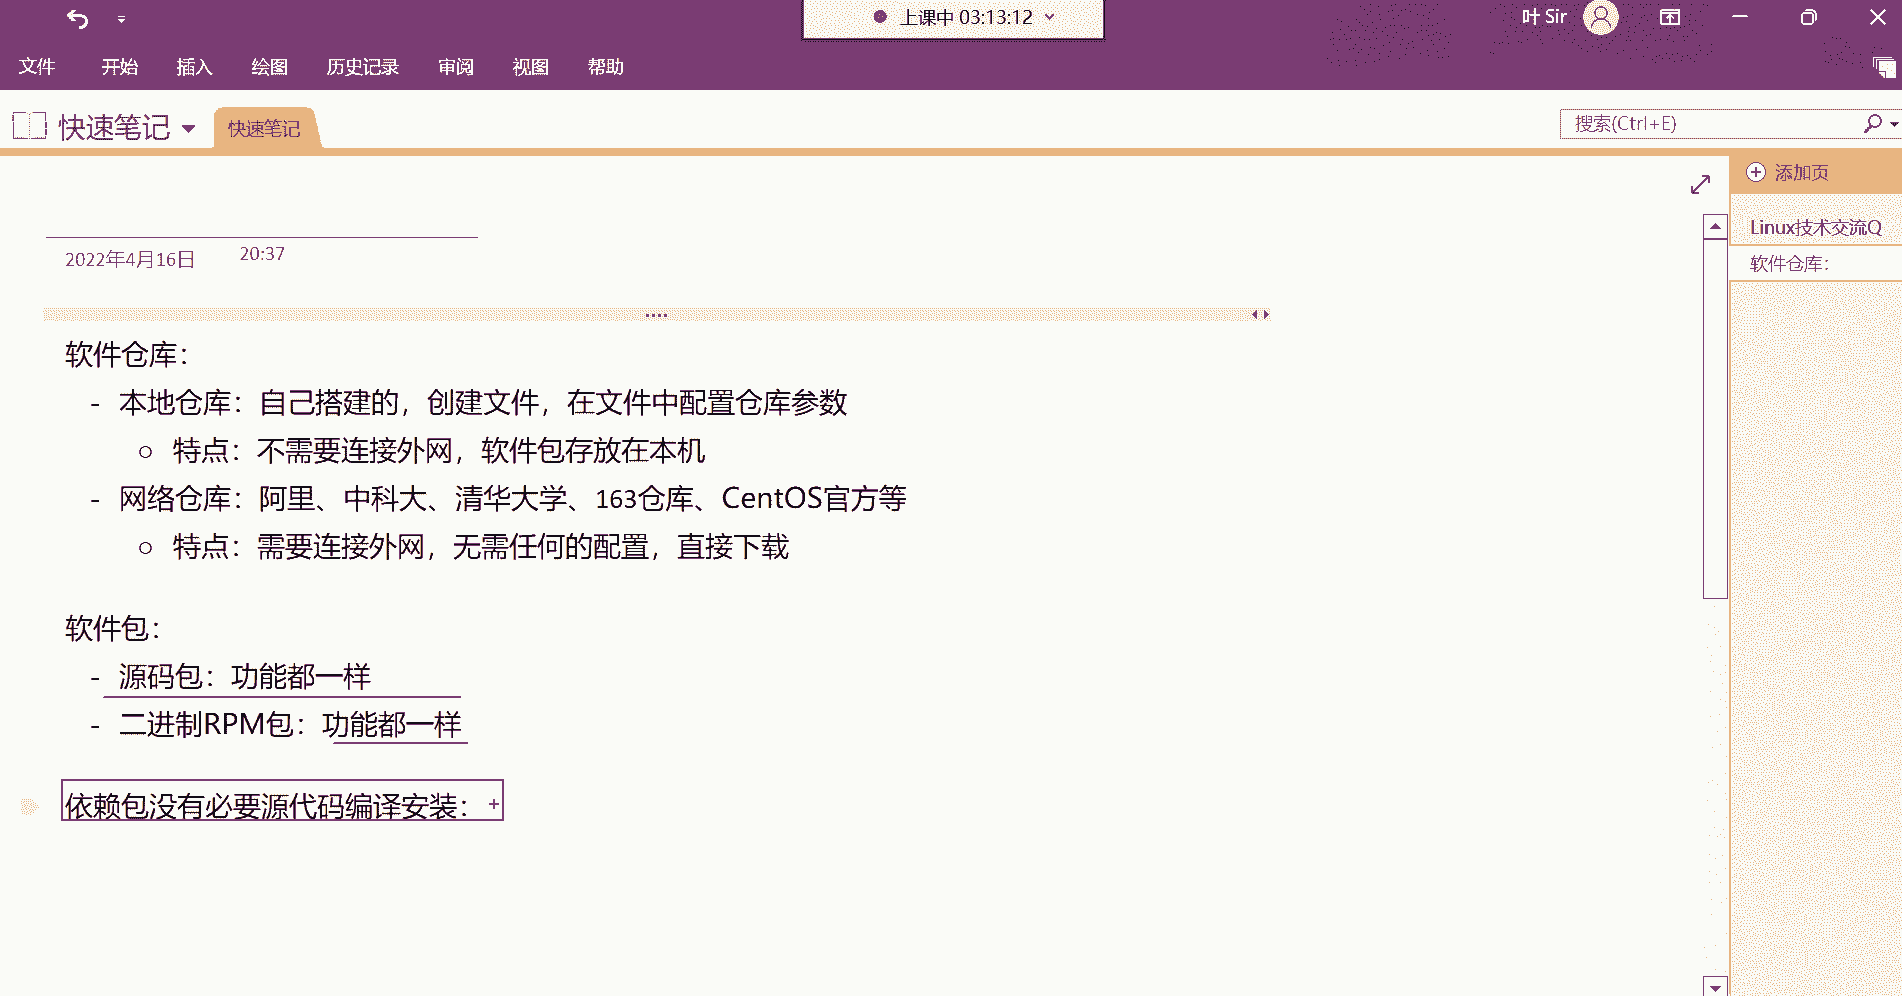 上课中 03:13:12
叶 Sir
文件 开始 插入 绘图 历史记录 审阅 视图 帮助
快速笔记 快速笔记
搜索(Ctrl+E)
添加页
Linux技术交流Q
软件仓库：
2022年4月16日 20:37
软件仓库：
- 本地仓库：自己搭建的，创建文件，在文件中配置仓库参数
○ 特点：不需要连接外网，软件包存放在本机
- 网络仓库：阿里、中科大、清华大学、163仓库、CentOS官方等
○ 特点：需要连接外网，无需任何的配置，直接下载
软件包：
- 源码包：功能都一样
- 二进制RPM包：功能都一样
依赖包没有必要源代码编译安装：